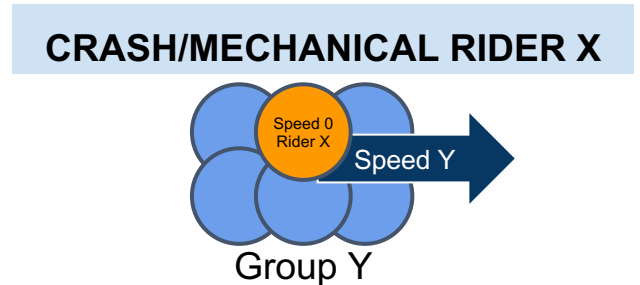 CRASH/MECHANICAL RIDER X
Speed 0
Rider X
Speed Y
Group Y